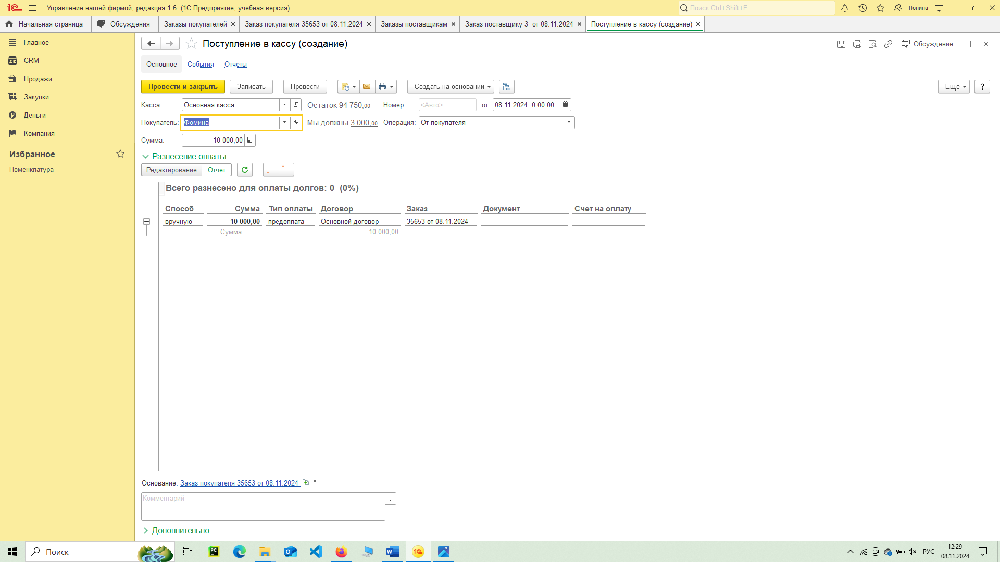 Управление нашей фирмой, редакция 1.6 (1С:Предприятие, учебная версия)
Поиск Ctrl+Shift+F
Полина
Начальная страница
Обсуждения
Заказы покупателей
Заказ покупателя 35653 от 08.11.2024
Заказы поставщикам
Заказ поставщику 3 от 08.11.2024
Поступление в кассу (создание)
Главное
CRM
Продажи
Закупки
Деньги
Компания
Избранное
Номенклатура
Поступление в кассу (создание)
Обсуждение
Основное События Отчеты
Провести и закрыть Записать Провести Создать на основании Еще ?
Касса: Основная касса Остаток 94 750,00 Номер: <Авто> от: 08.11.2024 0:00:00
Покупатель: Фомина Мы должны 3 000,00 Операция: От покупателя
Сумма: 10 000,00
Разнесение оплаты
Редактирование Отчет
Всего разнесено для оплаты долгов: 0 (0%)
Способ Сумма Тип оплаты Договор Заказ Документ Счет на оплату
вручную 10 000,00 предоплата Основной договор 35653 от 08.11.2024
Сумма 10 000,00
Основание: Заказ покупателя 35653 от 08.11.2024
Комментарий
...
Дополнительно
Поиск
РУС
12:29
08.11.2024